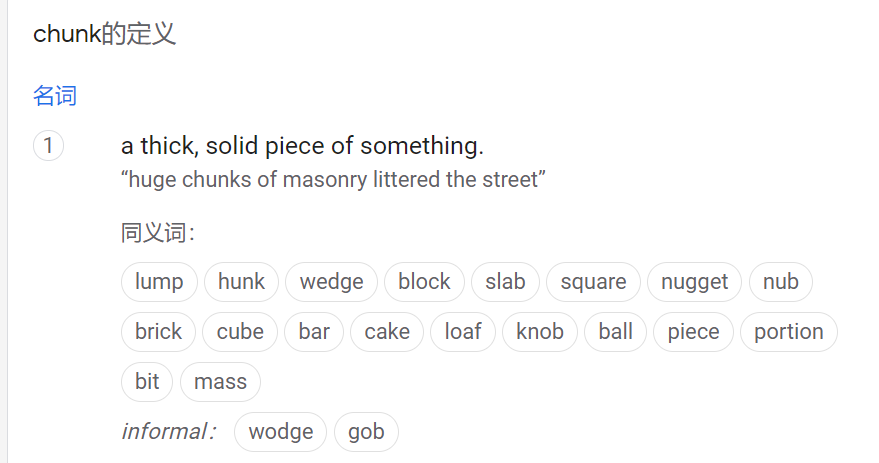 chunk的定义
名词
1 a thick, solid piece of something.
“huge chunks of masonry littered the street”
同义词：
lump hunk wedge block slab square nugget nub
brick cube bar cake loaf knob ball piece portion
bit mass
informal： wodge gob